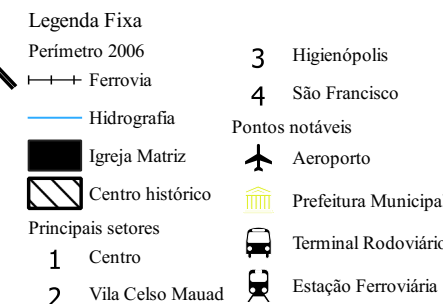 Legenda Fixa
Perímetro 2006
Ferrovia
Hidrografia
Igreja Matriz
Centro histórico
Principais setores
1 Centro
2 Vila Celso Mauad
3 Higienópolis
4 São Francisco
Pontos notáveis
Aeroporto
Prefeitura Municipal
Terminal Rodoviário
Estação Ferroviária